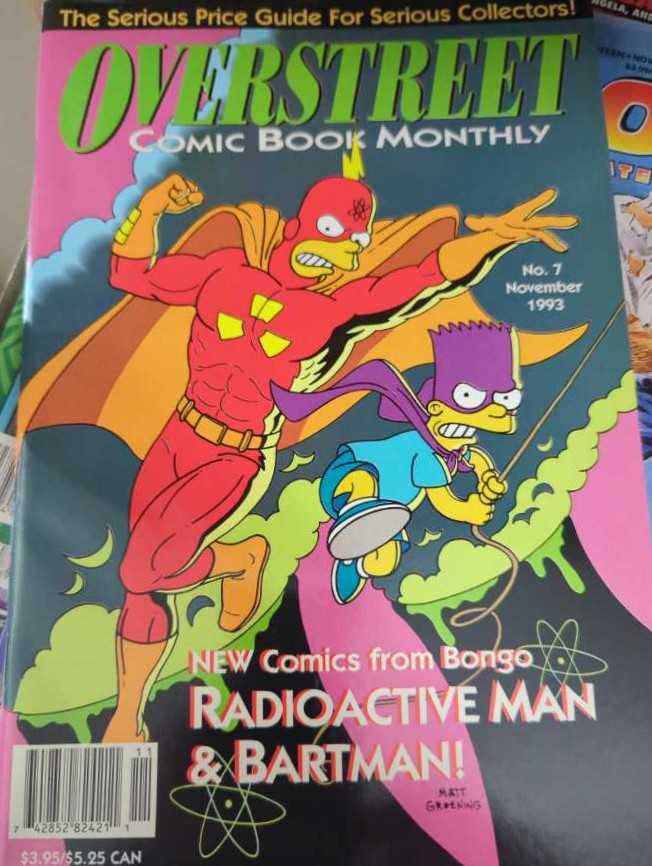 The Serious Price Guide For Serious Collectors!
OVERSTREET
COMIC BOOK MONTHLY
No. 7
November
1993
NEW Comics from Bongo
RADIOACTIVE MAN
& BARTMAN!
MATT
GROENING
11
7 42852 82421 1
$3.95/$5.25 CAN